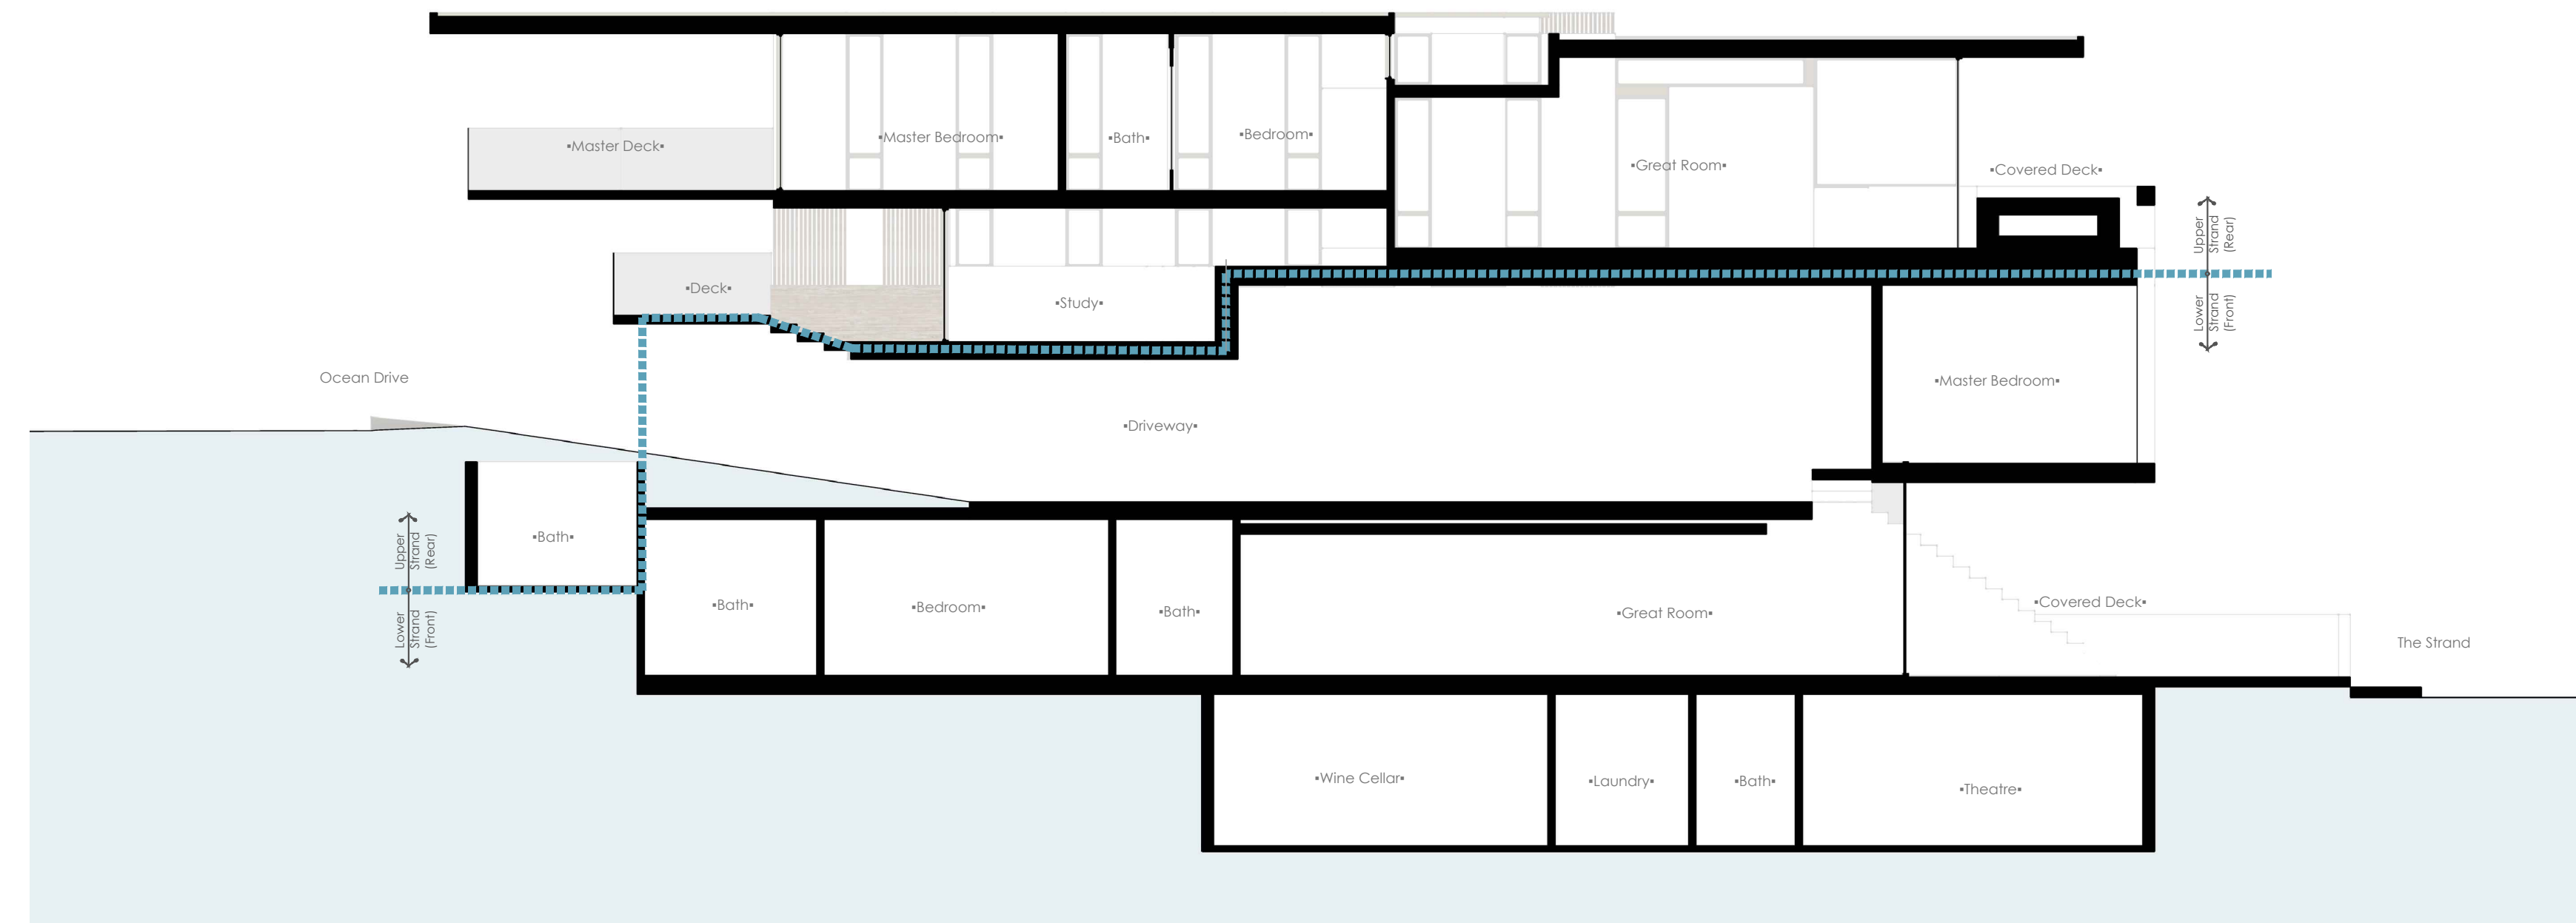 ▪Master Deck▪
▪Master Bedroom▪
▪Bath▪
▪Bedroom▪
▪Great Room▪
▪Covered Deck▪
Upper
Strand
(Rear)
▪Deck▪
▪Study▪
Lower
Strand
(Front)
Ocean Drive
▪Master Bedroom▪
▪Driveway▪
Upper
Strand
(Rear)
▪Bath▪
Lower
Strand
(Front)
▪Bath▪
▪Bedroom▪
▪Bath▪
▪Great Room▪
▪Covered Deck▪
The Strand
▪Wine Cellar▪
▪Laundry▪
▪Bath▪
▪Theatre▪